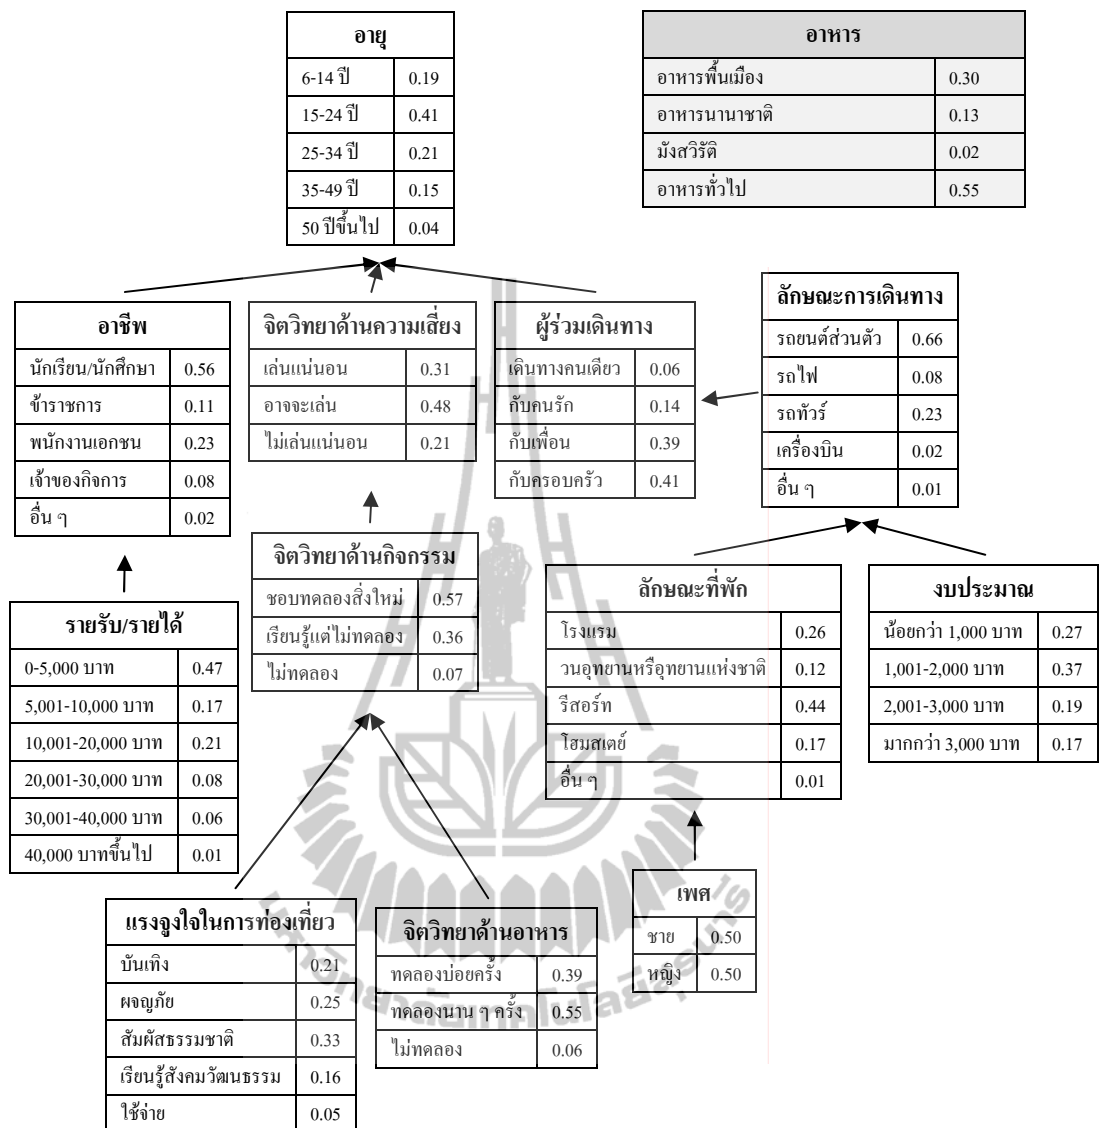 อายุ
6-14 ปี 0.19
15-24 ปี 0.41
25-34 ปี 0.21
35-49 ปี 0.15
50 ปีขึ้นไป 0.04
อาหาร
อาหารพื้นเมือง 0.30
อาหารนานาชาติ 0.13
มังสวิรัติ 0.02
อาหารทั่วไป 0.55
อาชีพ
นักเรียน/นักศึกษา 0.56
ข้าราชการ 0.11
พนักงานเอกชน 0.23
เจ้าของกิจการ 0.08
อื่น ๆ 0.02
จิตวิทยาด้านความเสี่ยง
เล่นแน่นอน 0.31
อาจจะเล่น 0.48
ไม่เล่นแน่นอน 0.21
ผู้ร่วมเดินทาง
เดินทางคนเดียว 0.06
กับคนรัก 0.14
กับเพื่อน 0.39
กับครอบครัว 0.41
ลักษณะการเดินทาง
รถยนต์ส่วนตัว 0.66
รถไฟ 0.08
รถทัวร์ 0.23
เครื่องบิน 0.02
อื่น ๆ 0.01
รายรับ/รายได้
0-5,000 บาท 0.47
5,001-10,000 บาท 0.17
10,001-20,000 บาท 0.21
20,001-30,000 บาท 0.08
30,001-40,000 บาท 0.06
40,000 บาทขึ้นไป 0.01
จิตวิทยาด้านกิจกรรม
ชอบทดลองสิ่งใหม่ 0.57
เรียนรู้แต่ไม่ทดลอง 0.36
ไม่ทดลอง 0.07
ลักษณะที่พัก
โรงแรม 0.26
วนอุทยานหรือุทยานแห่งชาติ 0.12
รีสอร์ท 0.44
โฮมสเตย์ 0.17
อื่น ๆ 0.01
งบประมาณ
น้อยกว่า 1,000 บาท 0.27
1,001-2,000 บาท 0.37
2,001-3,000 บาท 0.19
มากกว่า 3,000 บาท 0.17
แรงจูงใจในการท่องเที่ยว
บันเทิง 0.21
ผจญภัย 0.25
สัมผัสธรรมชาติ 0.33
เรียนรู้สังคมวัฒนธรรม 0.16
ใช้จ่าย 0.05
จิตวิทยาด้านอาหาร
ทดลองบ่อยครั้ง 0.39
ทดลองนาน ๆ ครั้ง 0.55
ไม่ทดลอง 0.06
เพศ
ชาย 0.50
หญิง 0.50
มหาวิทยาลัยเทคโนโลยีสุรนารี